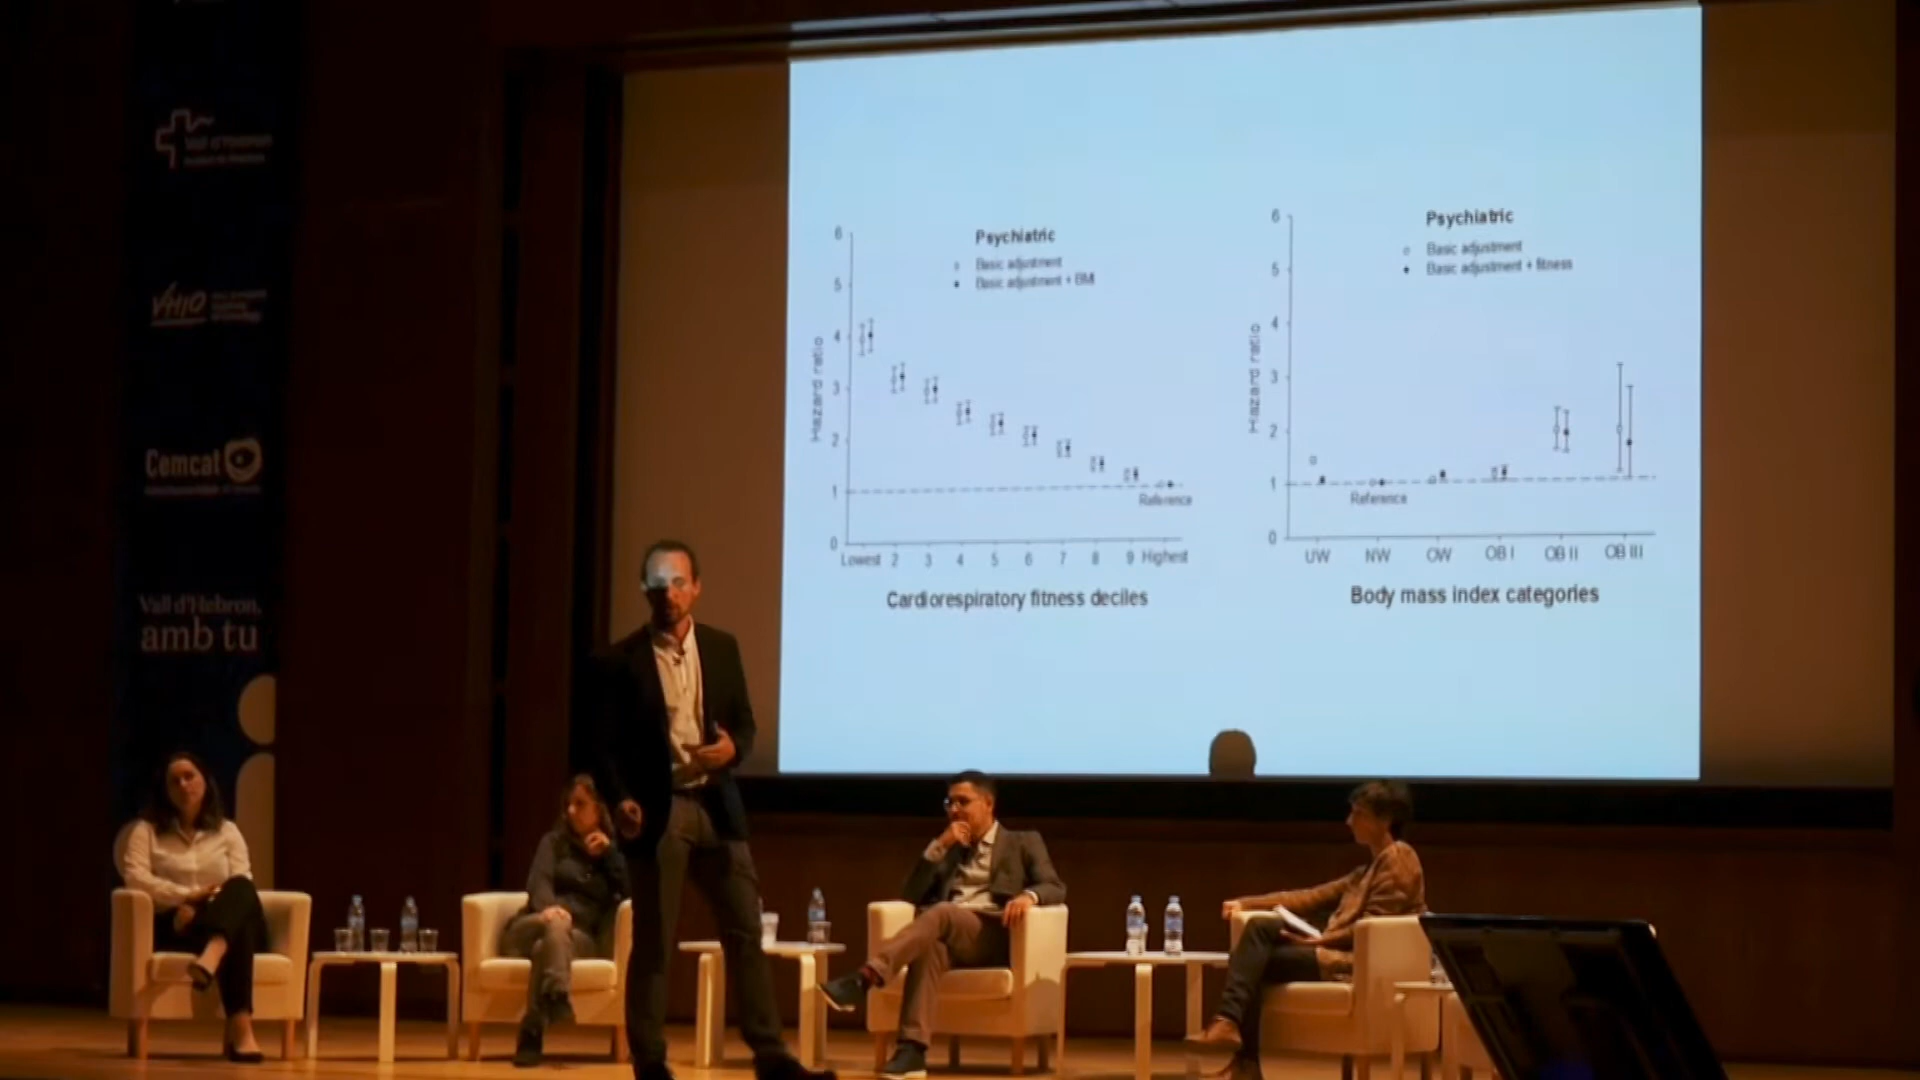 Vall d'Hebron
VHIO
Cemcat
Vall d'Hebron,
amb tu
Psychiatric
Basic adjustment
Basic adjustment + BMI
6
5
4
3
2
1
0
Hazard ratio
Reference
Lowest 2 3 4 5 6 7 8 9 Highest
Cardiorespiratory fitness deciles
Psychiatric
Basic adjustment
Basic adjustment + fitness
6
5
4
3
2
1
0
Hazard ratio
Reference
UW NW OW OB I OB II OB III
Body mass index categories